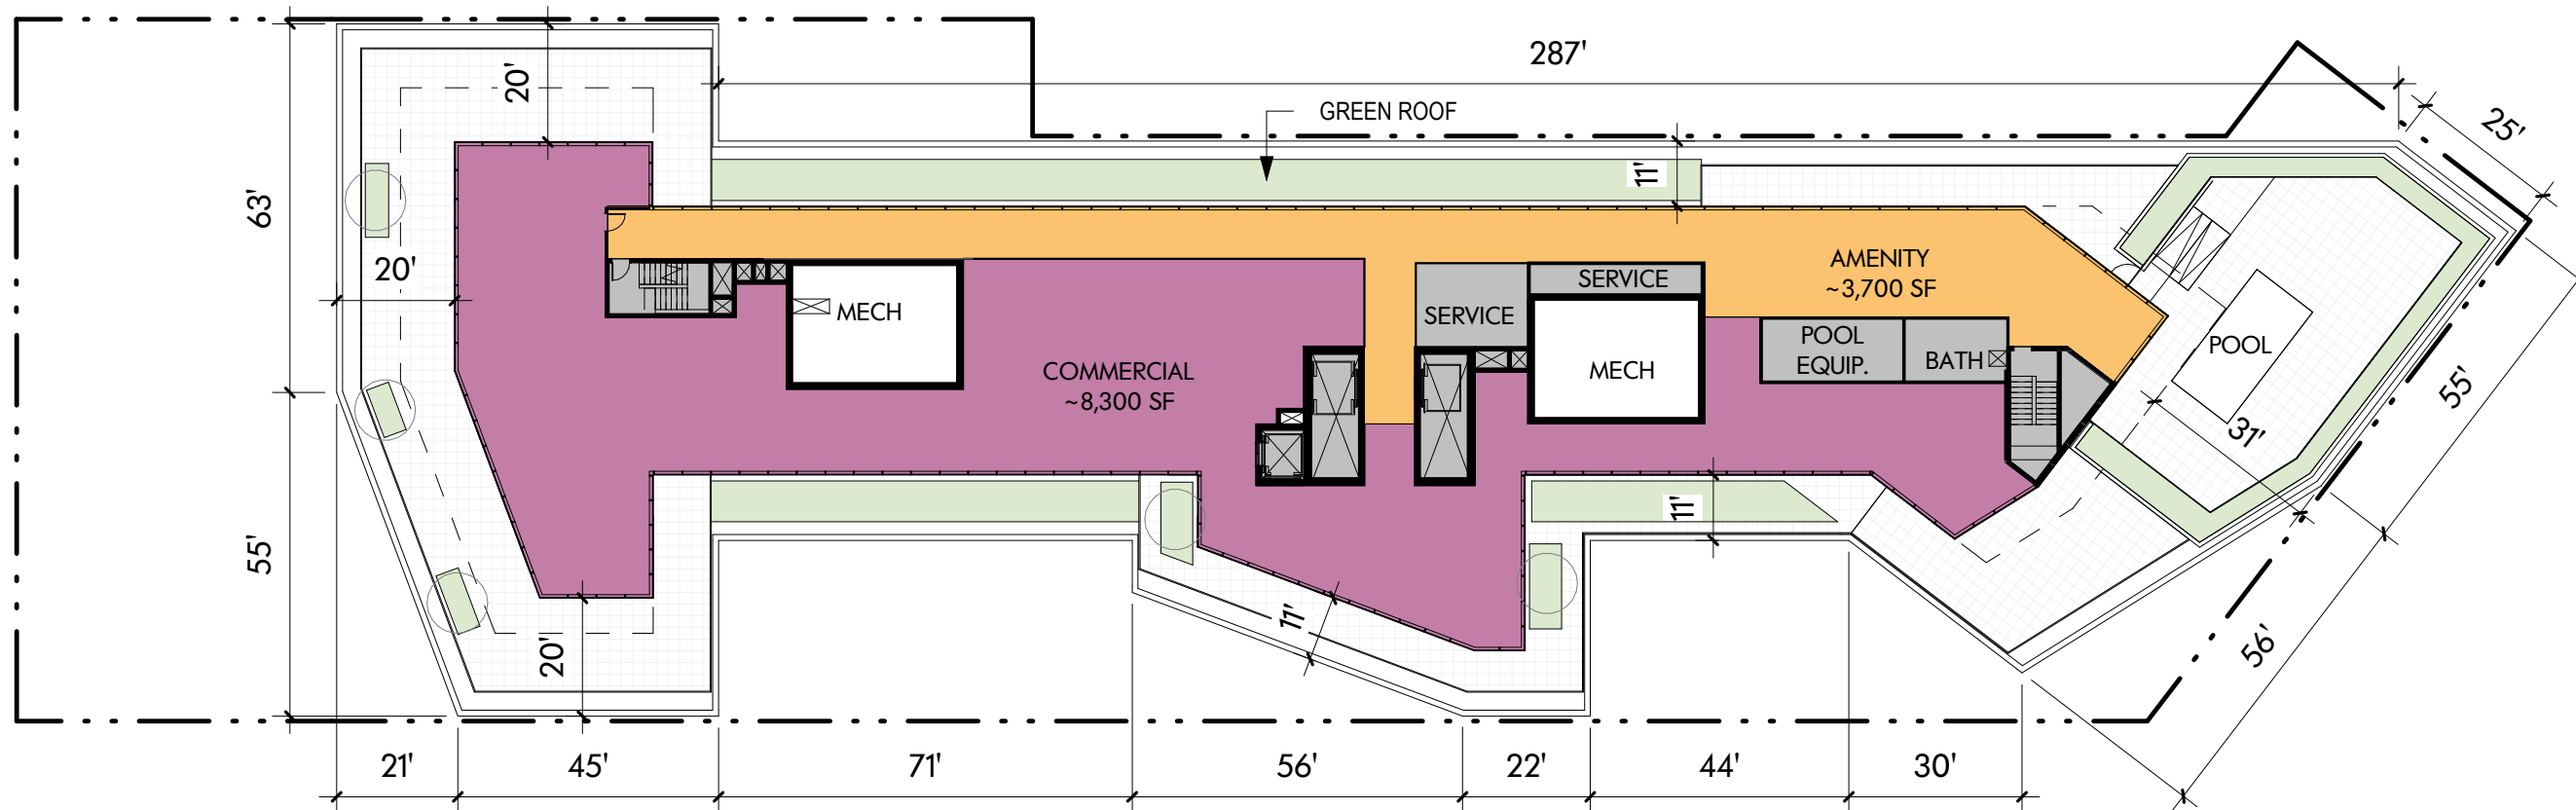 287'
GREEN ROOF
20'
25'
11'
63'
20'
AMENITY
~3,700 SF
SERVICE
MECH
SERVICE
POOL
EQUIP.
BATH
POOL
COMMERCIAL
~8,300 SF
MECH
55'
31'
11'
55'
11'
20'
56'
21'
45'
71'
56'
22'
44'
30'